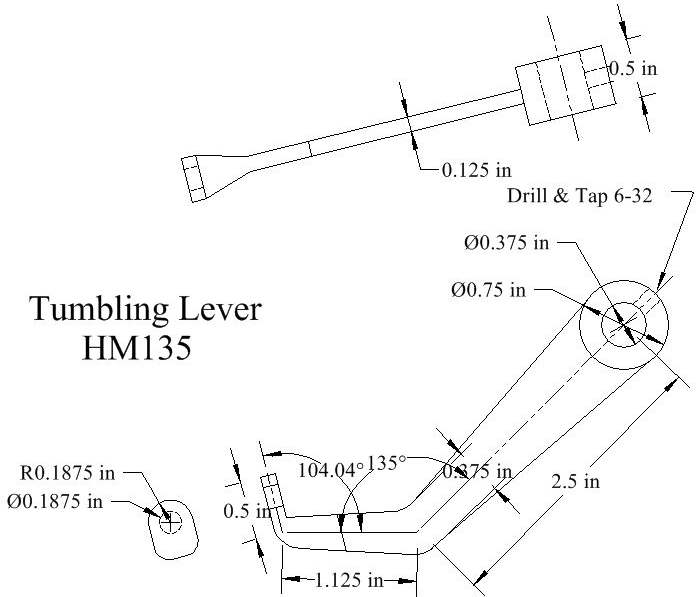 0.5 in
0.125 in
Drill & Tap 6-32
Ø0.375 in
Ø0.75 in
Tumbling Lever
HM135
104.04°
135°
0.375 in
R0.1875 in
Ø0.1875 in
0.5 in
2.5 in
1.125 in